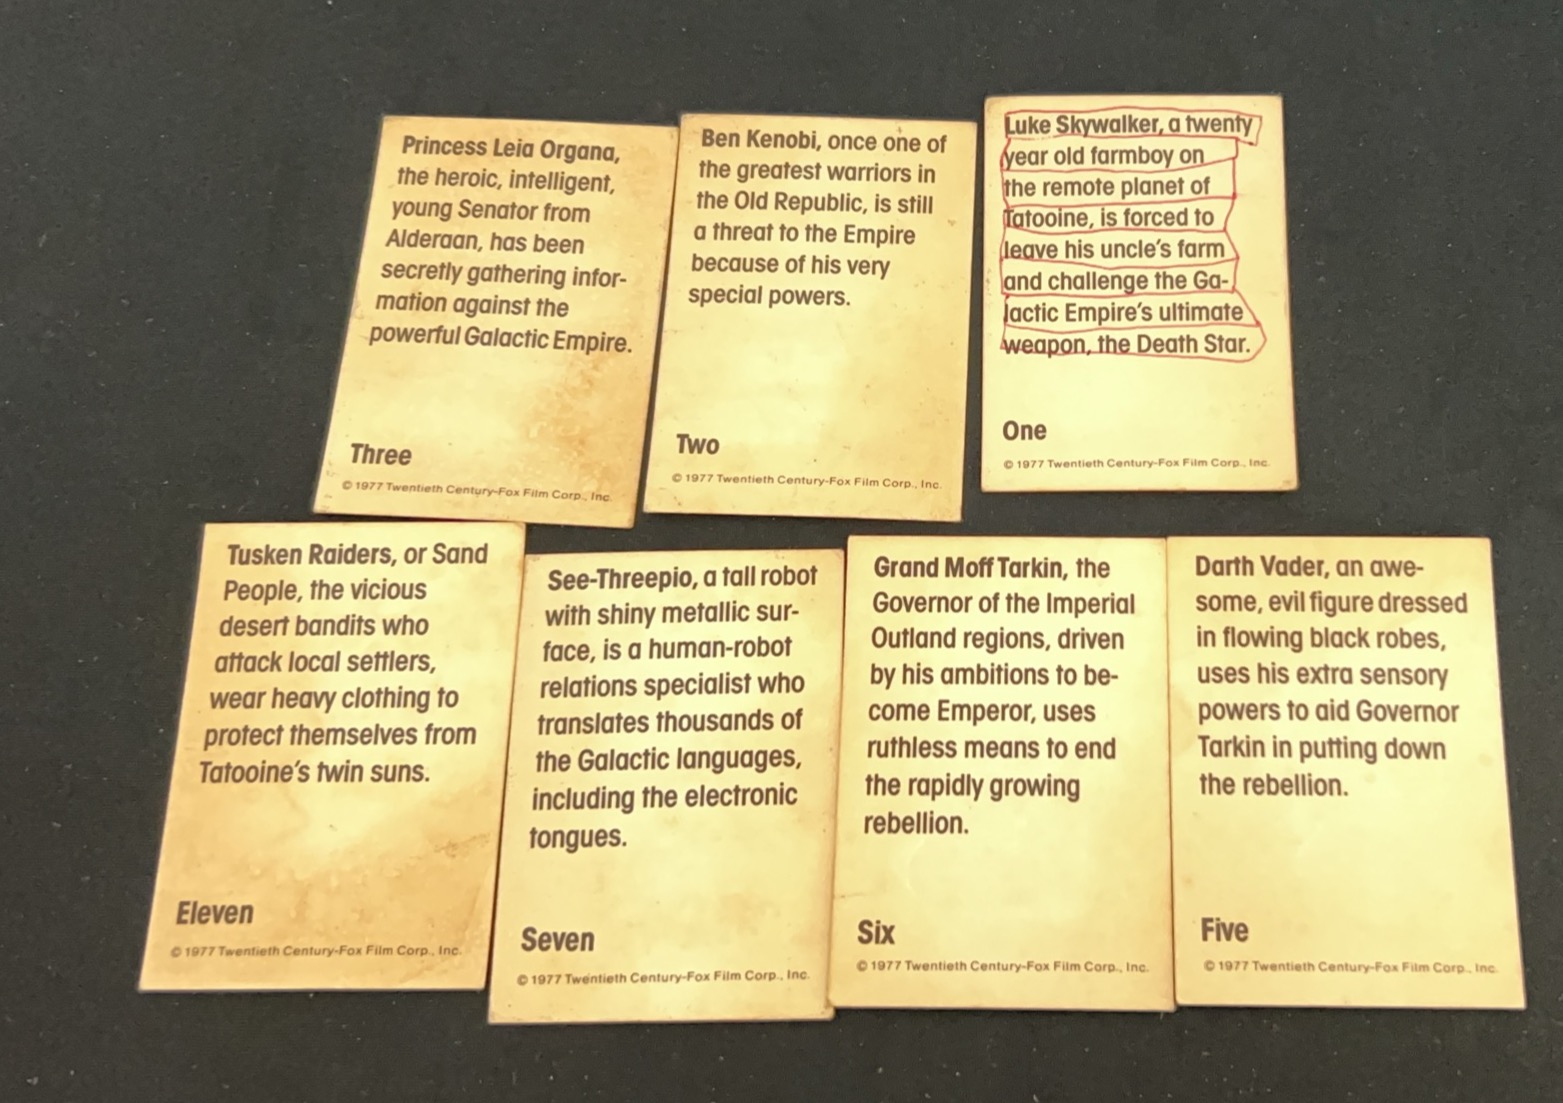 Princess Leia Organa,
the heroic, intelligent,
young Senator from
Alderaan, has been
secretly gathering infor-
mation against the
powerful Galactic Empire.
Three
© 1977 Twentieth Century-Fox Film Corp., Inc.
Ben Kenobi, once one of
the greatest warriors in
the Old Republic, is still
a threat to the Empire
because of his very
special powers.
Two
© 1977 Twentieth Century-Fox Film Corp., Inc.
Luke Skywalker, a twenty
year old farmboy on
the remote planet of
Tatooine, is forced to
leave his uncle's farm
and challenge the Ga-
lactic Empire's ultimate
weapon, the Death Star.
One
© 1977 Twentieth Century-Fox Film Corp., Inc.
Tusken Raiders, or Sand
People, the vicious
desert bandits who
attack local settlers,
wear heavy clothing to
protect themselves from
Tatooine's twin suns.
Eleven
© 1977 Twentieth Century-Fox Film Corp., Inc.
See-Threepio, a tall robot
with shiny metallic sur-
face, is a human-robot
relations specialist who
translates thousands of
the Galactic languages,
including the electronic
tongues.
Seven
© 1977 Twentieth Century-Fox Film Corp., Inc.
Grand Moff Tarkin, the
Governor of the Imperial
Outland regions, driven
by his ambitions to be-
come Emperor, uses
ruthless means to end
the rapidly growing
rebellion.
Six
© 1977 Twentieth Century-Fox Film Corp., Inc.
Darth Vader, an awe-
some, evil figure dressed
in flowing black robes,
uses his extra sensory
powers to aid Governor
Tarkin in putting down
the rebellion.
Five
© 1977 Twentieth Century-Fox Film Corp., Inc.